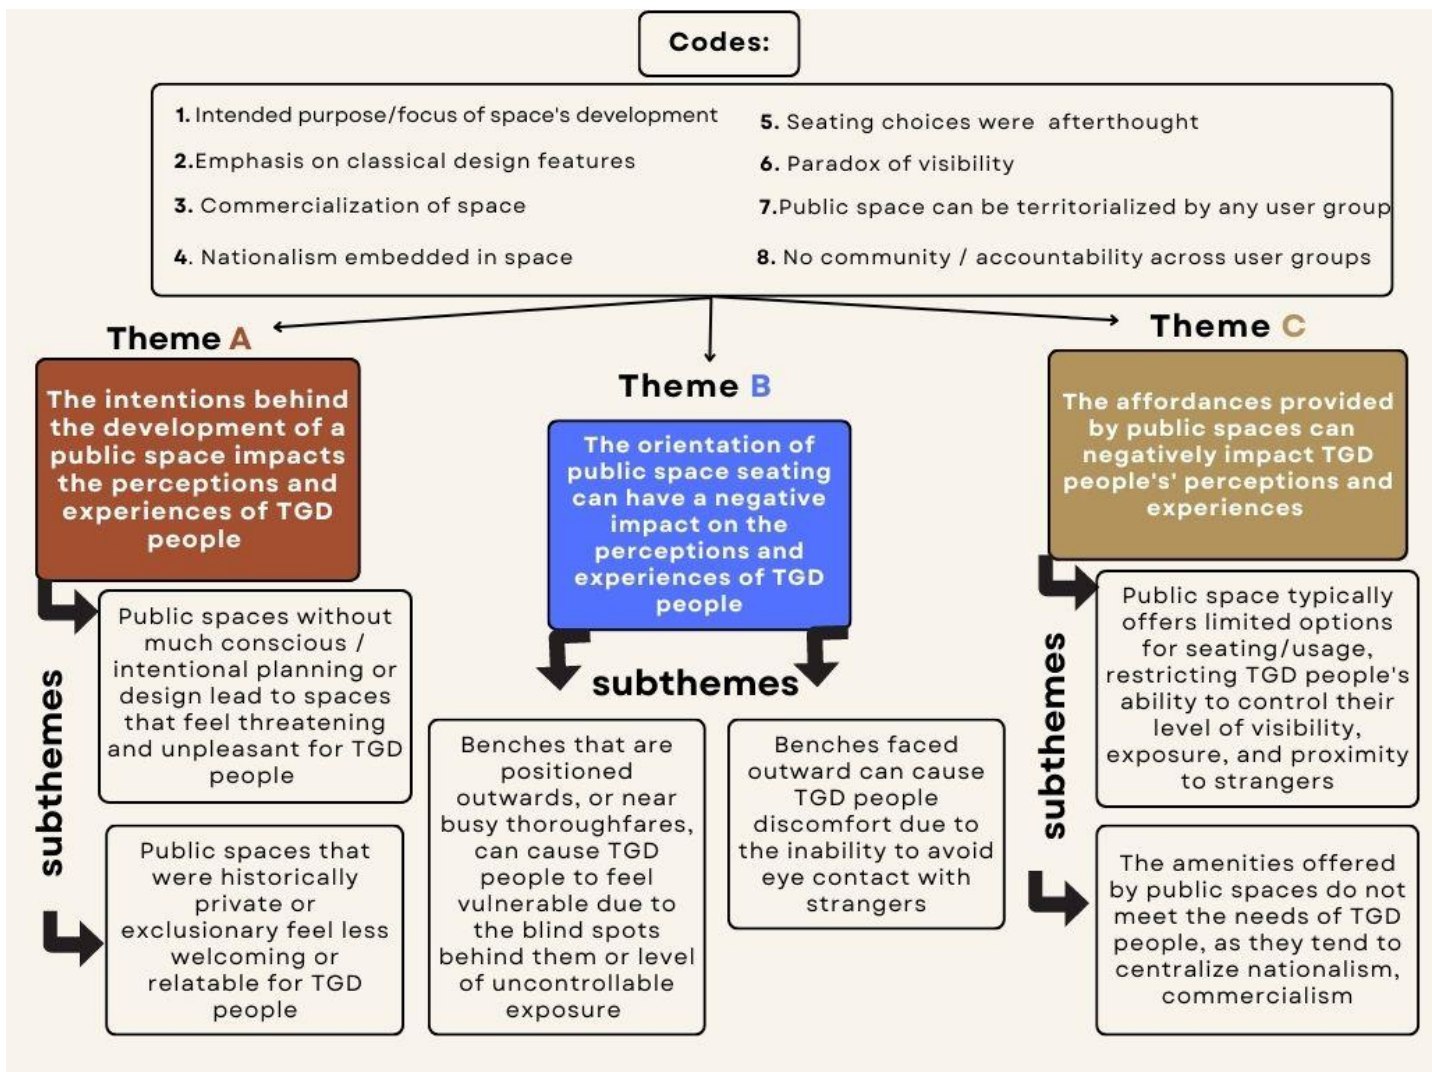 Codes:
1. Intended purpose/focus of space's development
2.Emphasis on classical design features
3. Commercialization of space
4. Nationalism embedded in space
5. Seating choices were afterthought
6. Paradox of visibility
7.Public space can be territorialized by any user group
8. No community / accountability across user groups
Theme A
The intentions behind
the development of a
public space impacts
the perceptions and
experiences of TGD
people
subthemes
Public spaces without
much conscious /
intentional planning or
design lead to spaces
that feel threatening
and unpleasant for TGD
people
Public spaces that
were historically
private or
exclusionary feel less
welcoming or
relatable for TGD
people
Theme B
The orientation of
public space seating
can have a negative
impact on the
perceptions and
experiences of TGD
people
subthemes
Benches that are
positioned
outwards, or near
busy thoroughfares,
can cause TGD
people to feel
vulnerable due to
the blind spots
behind them or level
of uncontrollable
exposure
Benches faced
outward can cause
TGD people
discomfort due to
the inability to avoid
eye contact with
strangers
Theme C
The affordances provided
by public spaces can
negatively impact TGD
people's' perceptions and
experiences
subthemes
Public space typically
offers limited options
for seating/usage,
restricting TGD people's
ability to control their
level of visibility,
exposure, and proximity
to strangers
The amenities offered
by public spaces do not
meet the needs of TGD
people, as they tend to
centralize nationalism,
commercialism